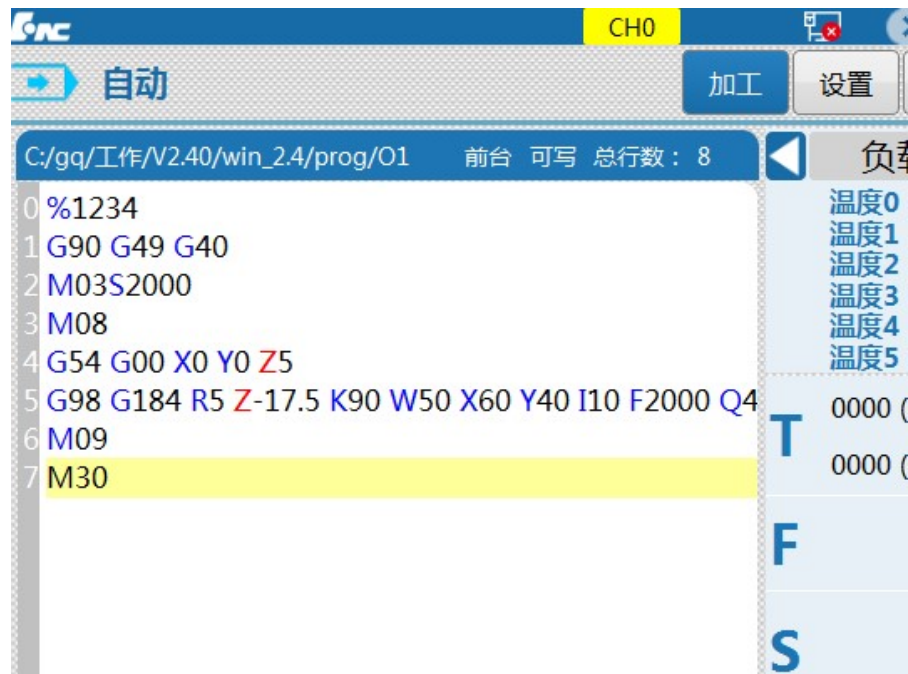 HNC
CH0
自动
加工
设置
C:/gq/工作/V2.40/win_2.4/prog/O1 前台 可写 总行数： 8
0 %1234
1 G90 G49 G40
2 M03S2000
3 M08
4 G54 G00 X0 Y0 Z5
5 G98 G184 R5 Z-17.5 K90 W50 X60 Y40 I10 F2000 Q4
6 M09
7 M30
温度0
温度1
温度2
温度3
温度4
温度5
T
0000 (
0000 (
F
S